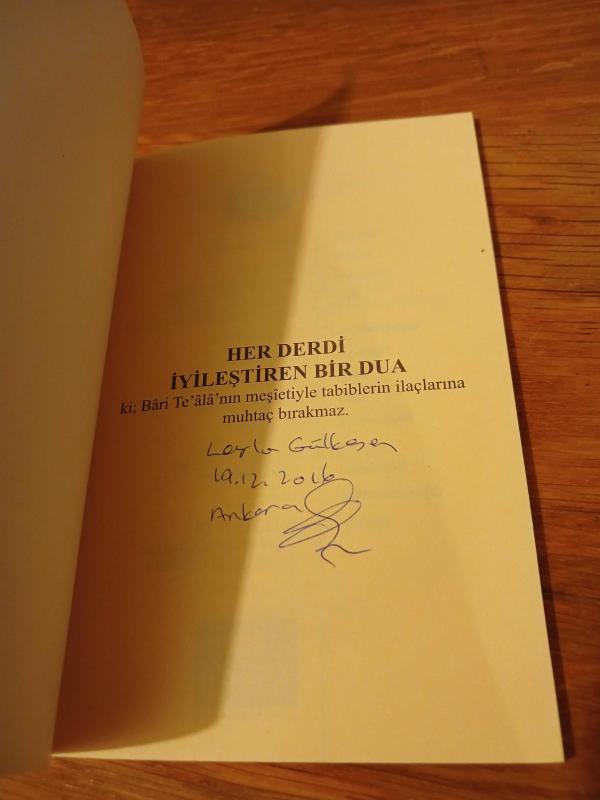 HER DERDİ
İYİLEŞTİREN BİR DUA
ki; Bâri Te’âlâ’nın meşîetiyle tabiblerin ilaçlarına
muhtaç bırakmaz.
Leyla Gülkesen
19.12.2016
Ankara